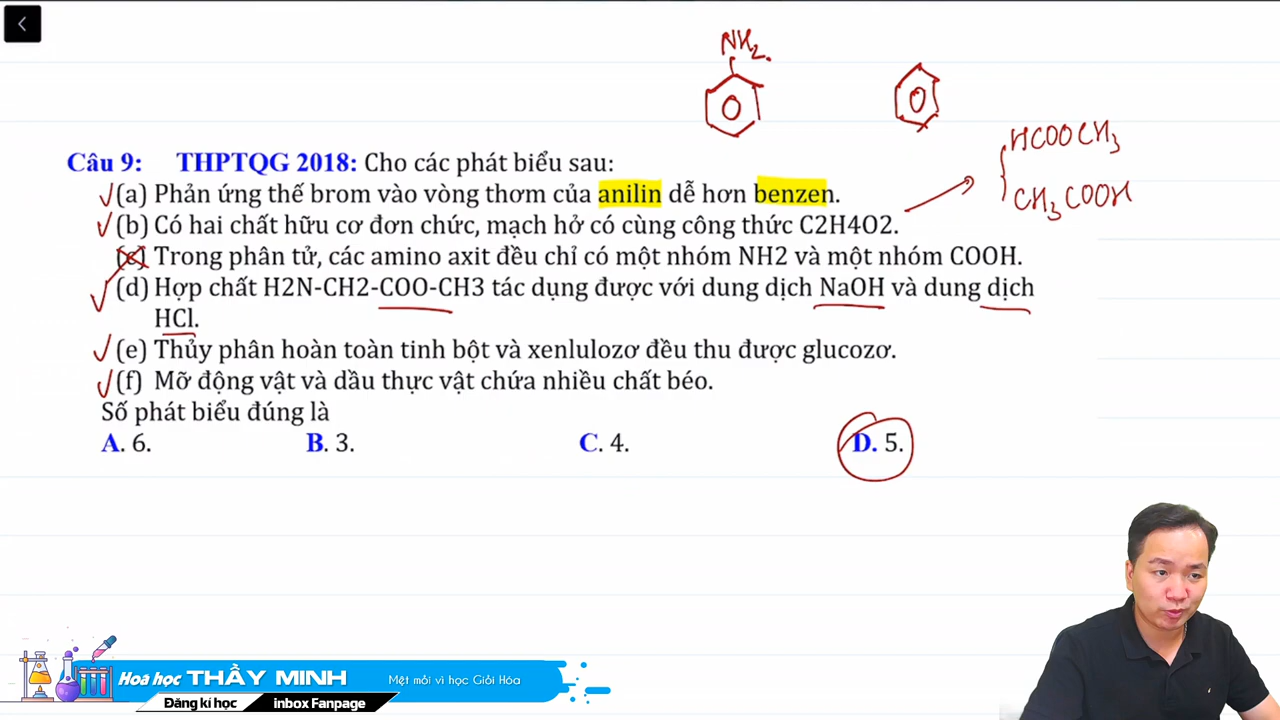 NH2
HCOOCH3
CH3COOH
Câu 9: THPTQG 2018: Cho các phát biểu sau:
(a) Phản ứng thế brom vào vòng thơm của anilin dễ hơn benzen.
(b) Có hai chất hữu cơ đơn chức, mạch hở có cùng công thức C2H4O2.
(c) Trong phân tử, các amino axit đều chỉ có một nhóm NH2 và một nhóm COOH.
(d) Hợp chất H2N-CH2-COO-CH3 tác dụng được với dung dịch NaOH và dung dịch
HCl.
(e) Thủy phân hoàn toàn tinh bột và xenlulozơ đều thu được glucozơ.
(f) Mỡ động vật và dầu thực vật chứa nhiều chất béo.
Số phát biểu đúng là
A. 6. B. 3. C. 4. D. 5.
Hoá học THẦY MINH Mệt mỏi vì học Giỏi Hóa
Đăng kí học inbox Fanpage